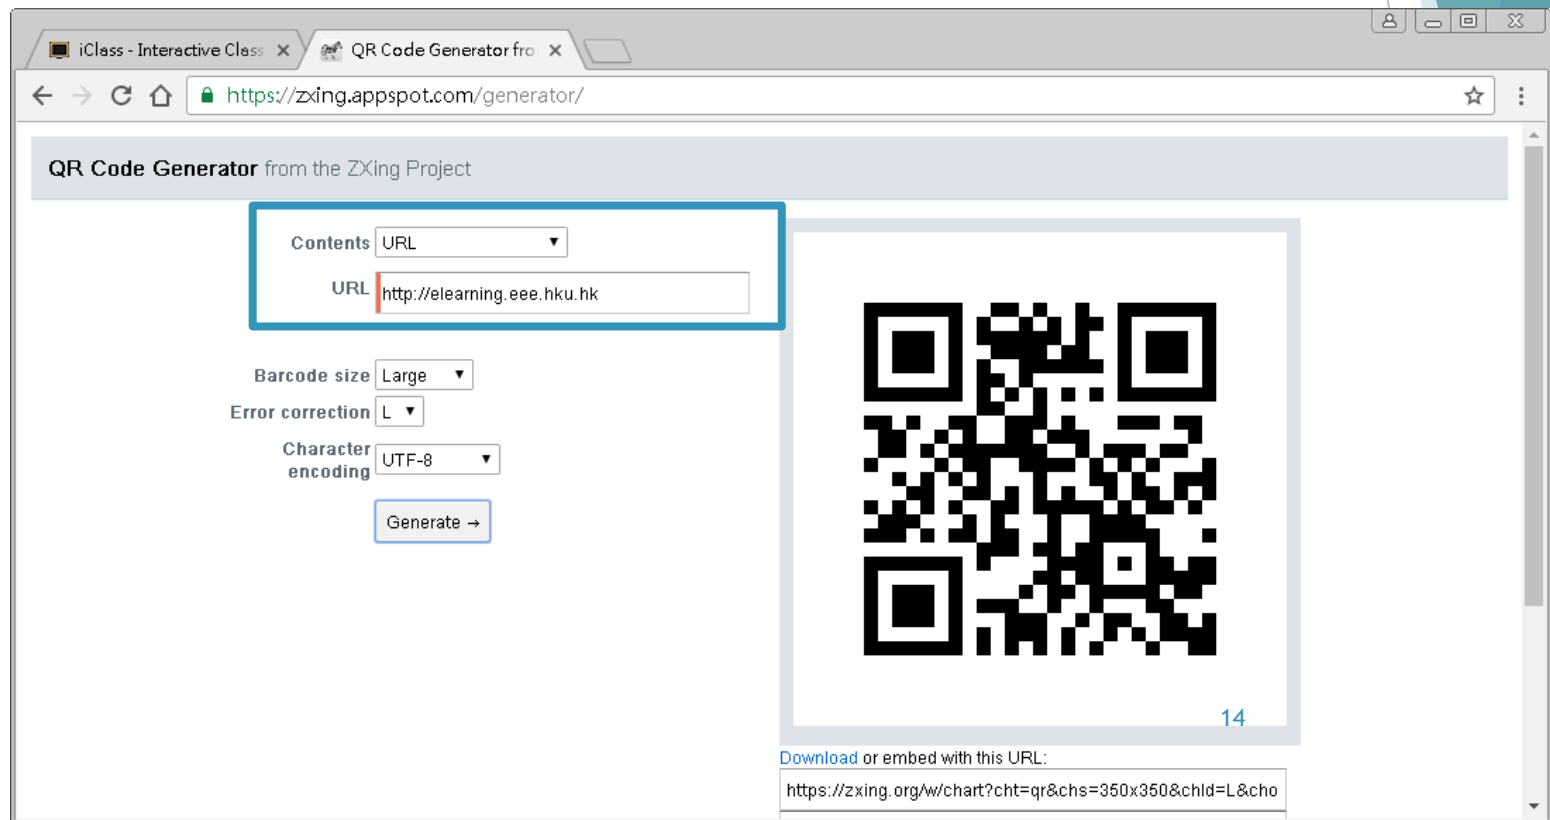 iClass - Interactive Class
QR Code Generator fro
https://zxing.appspot.com/generator/
QR Code Generator from the ZXing Project
Contents URL
URL http://elearning.eee.hku.hk
Barcode size Large
Error correction L
Character encoding UTF-8
Generate →
14
Download or embed with this URL:
https://zxing.org/w/chart?cht=qr&chs=350x350&chld=L&cho